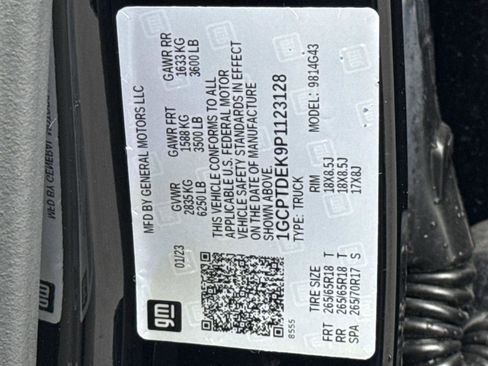 MFD BY GENERAL MOTORS LLC
01/23
GVWR
2835 KG
6250 LB
GAWR FRT
1588 KG
3500 LB
GAWR RR
1633 KG
3600 LB
THIS VEHICLE CONFORMS TO ALL
APPLICABLE U.S. FEDERAL MOTOR
VEHICLE SAFETY STANDARDS IN EFFECT
ON THE DATE OF MANUFACTURE
SHOWN ABOVE.
1GCPTDEK9P1123128
TYPE: TRUCK
MODEL: 9814G43
gm
8555
TIRE SIZE RIM
FRT 265/65R18 T 18X8.5J
RR 265/65R18 T 18X8.5J
SPA 265/70R17 S 17X8J
gm